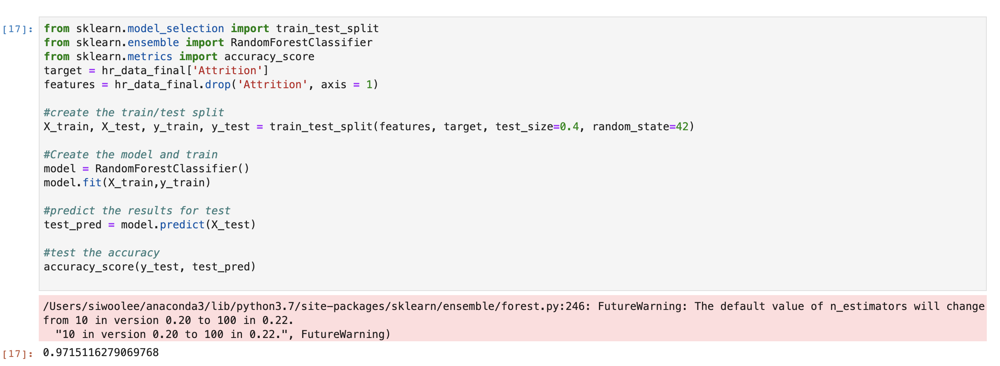 [17]:
from sklearn.model_selection import train_test_split
from sklearn.ensemble import RandomForestClassifier
from sklearn.metrics import accuracy_score
target = hr_data_final['Attrition']
features = hr_data_final.drop('Attrition', axis = 1)
#create the train/test split
X_train, X_test, y_train, y_test = train_test_split(features, target, test_size=0.4, random_state=42)
#Create the model and train
model = RandomForestClassifier()
model.fit(X_train,y_train)
#predict the results for test
test_pred = model.predict(X_test)
#test the accuracy
accuracy_score(y_test, test_pred)
/Users/siwoolee/anaconda3/lib/python3.7/site-packages/sklearn/ensemble/forest.py:246: FutureWarning: The default value of n_estimators will change
from 10 in version 0.20 to 100 in 0.22.
  "10 in version 0.20 to 100 in 0.22.", FutureWarning)
[17]: 0.9715116279069768